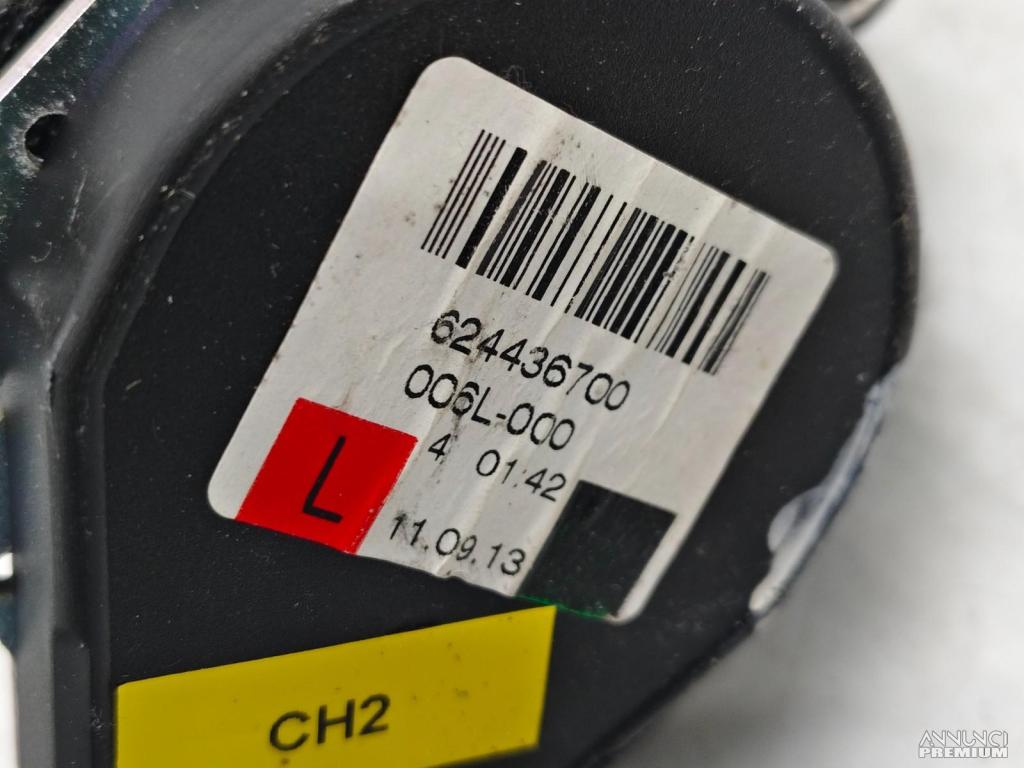 624436700
006L-000
4 01:42
L
11.09.13
CH2
ANNUNCI
PREMIUM